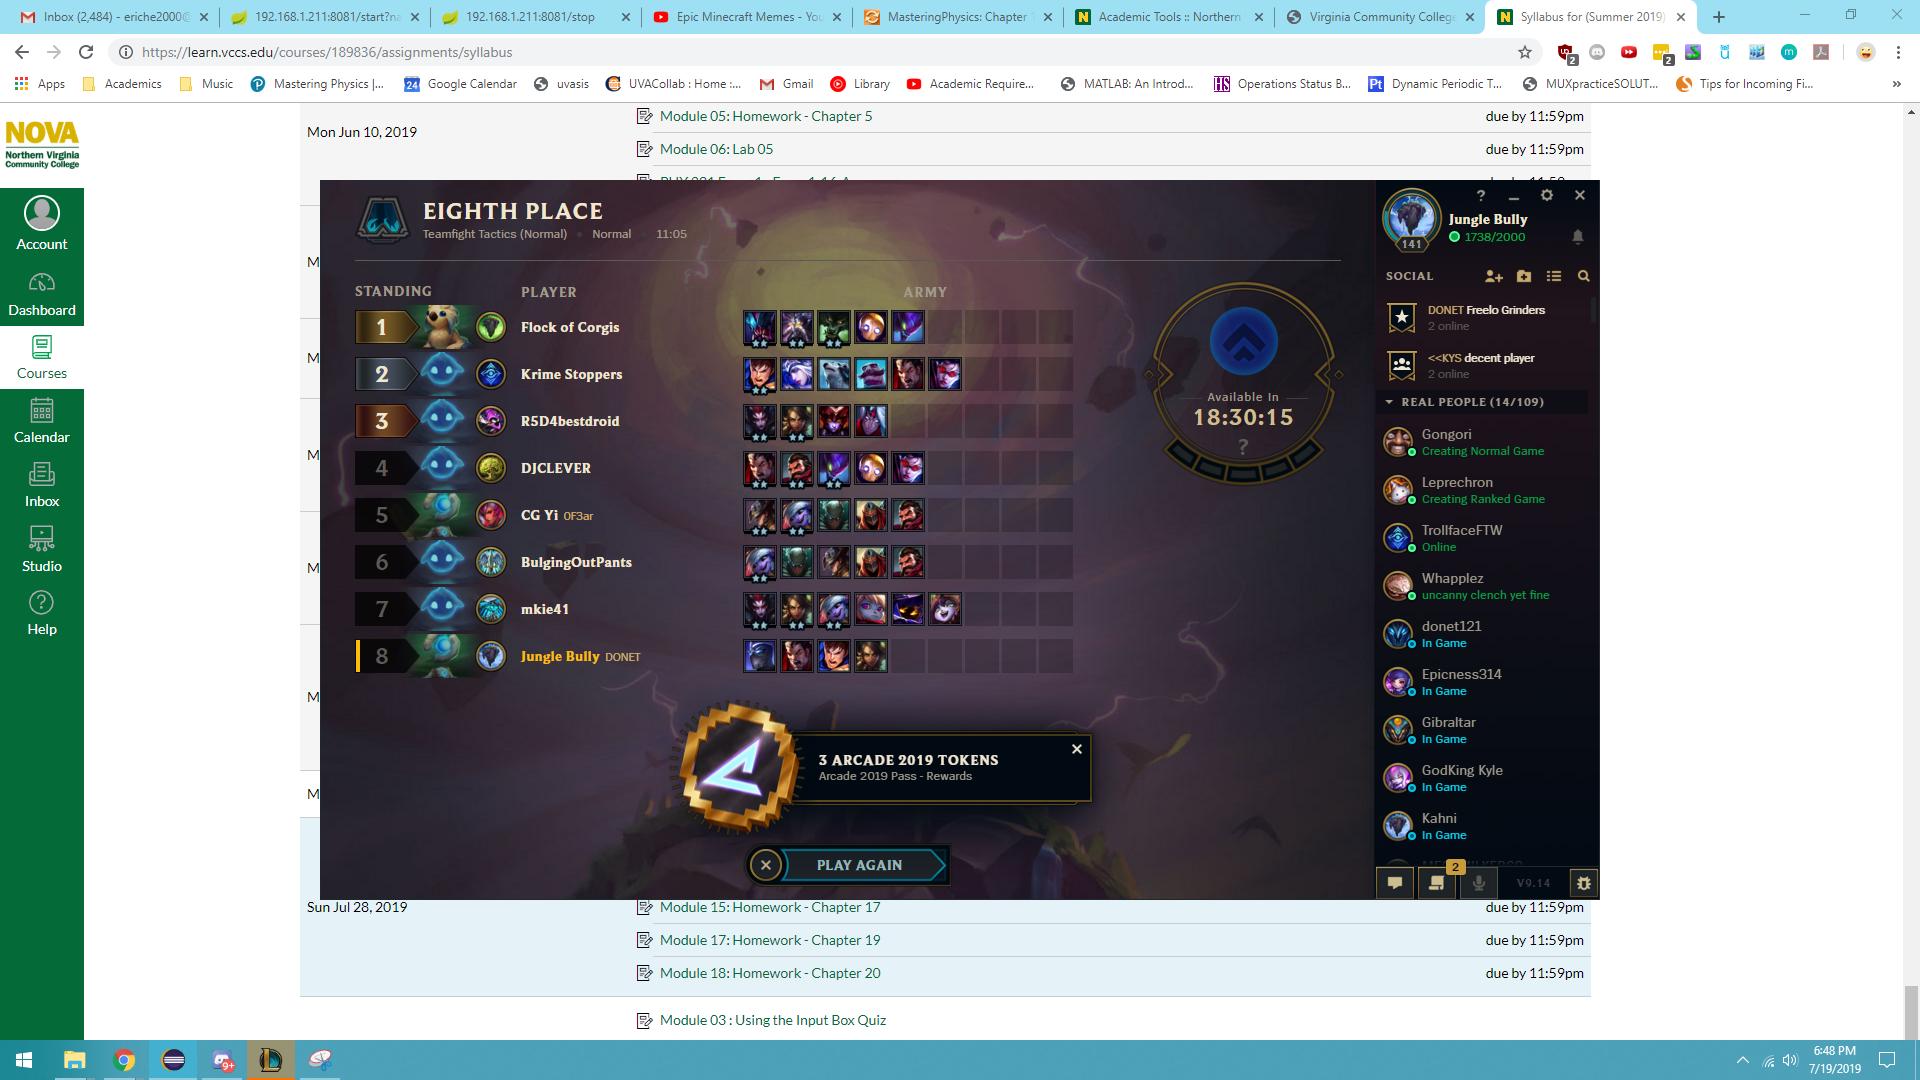 Inbox (2,484) - eriche2000@
192.168.1.211:8081/start?na
192.168.1.211:8081/stop
Epic Minecraft Memes - You
MasteringPhysics: Chapter
Academic Tools :: Northern
Virginia Community College
Syllabus for (Summer 2019)
https://learn.vccs.edu/courses/189836/assignments/syllabus
2
2
Apps
Academics
Music
Mastering Physics |...
24
Google Calendar
uvasis
UVACollab : Home :...
Gmail
Library
Academic Require...
MATLAB: An Introd...
HS
Operations Status B...
Pt
Dynamic Periodic T...
MUXpracticeSOLUT...
Tips for Incoming Fi...
»
NOVA
Northern Virginia
Community College
Account
Dashboard
Courses
Calendar
Inbox
Studio
Help
Mon Jun 10, 2019
Module 05: Homework - Chapter 5
due by 11:59pm
Module 06: Lab 05
due by 11:59pm
M
M
M
M
M
M
M
EIGHTH PLACE
Teamfight Tactics (Normal)
Normal
11:05
STANDING
PLAYER
ARMY
1 Flock of Corgis
2 Krime Stoppers
3 R5D4bestdroid
4 DJCLEVER
5 CG Yi 0F3ar
6 BulgingOutPants
7 mkie41
8 Jungle Bully DONET
Available In
18:30:15
?
3 ARCADE 2019 TOKENS
Arcade 2019 Pass - Rewards
PLAY AGAIN
?
Jungle Bully
1738/2000
141
SOCIAL
DONET Freelo Grinders
2 online
<<KYS decent player
2 online
REAL PEOPLE (14/109)
Gongori
Creating Normal Game
Leprechron
Creating Ranked Game
TrollfaceFTW
Online
Whapplez
uncanny clench yet fine
donet121
In Game
Epicness314
In Game
Gibraltar
In Game
GodKing Kyle
In Game
Kahni
In Game
2
V9.14
Sun Jul 28, 2019
Module 15: Homework - Chapter 17
due by 11:59pm
Module 17: Homework - Chapter 19
due by 11:59pm
Module 18: Homework - Chapter 20
due by 11:59pm
Module 03 : Using the Input Box Quiz
9+
6:48 PM
7/19/2019